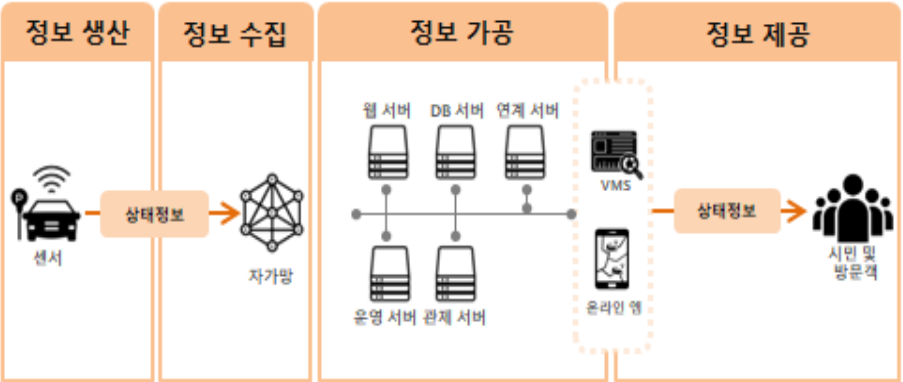 정보 생산
정보 수집
정보 가공
정보 제공
웹 서버
DB 서버
연계 서버
VMS
P
상태정보
상태정보
센서
자가망
시민 및
방문객
온라인 앱
운영 서버
관제 서버